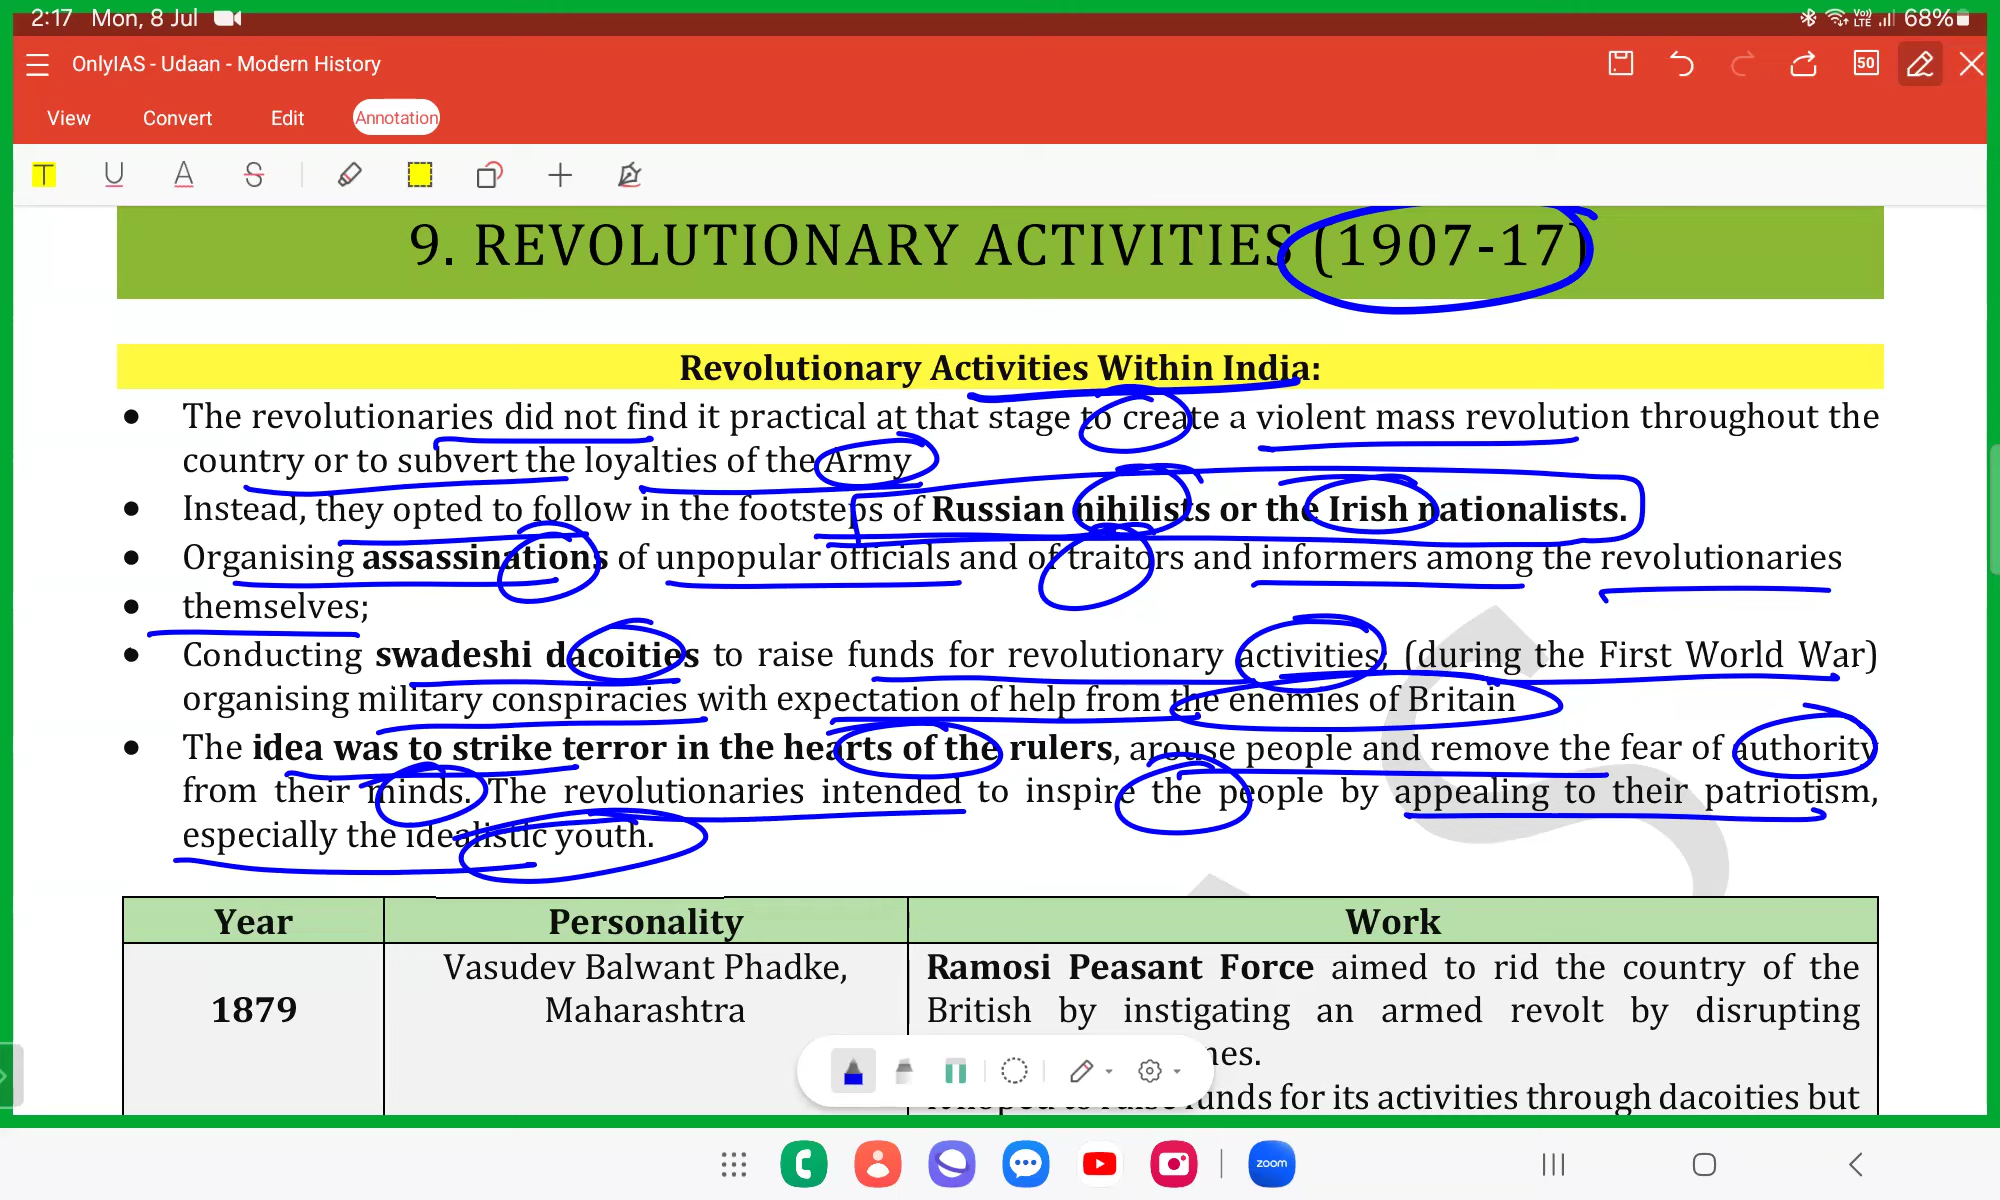 2:17 Mon, 8 Jul 68%
OnlyIAS - Udaan - Modern History 50
View Convert Edit Annotation
9. REVOLUTIONARY ACTIVITIES (1907-17)
Revolutionary Activities Within India:
• The revolutionaries did not find it practical at that stage to create a violent mass revolution throughout the
country or to subvert the loyalties of the Army
• Instead, they opted to follow in the footsteps of Russian nihilists or the Irish nationalists.
• Organising assassinations of unpopular officials and of traitors and informers among the revolutionaries
• themselves;
• Conducting swadeshi dacoities to raise funds for revolutionary activities, (during the First World War)
organising military conspiracies with expectation of help from the enemies of Britain
• The idea was to strike terror in the hearts of the rulers, arouse people and remove the fear of authority
from their minds. The revolutionaries intended to inspire the people by appealing to their patriotism,
especially the idealistic youth.
Year Personality Work
1879 Vasudev Balwant Phadke, Maharashtra
Ramosi Peasant Force aimed to rid the country of the
British by instigating an armed revolt by disrupting
funds for its activities through dacoities but
zoom